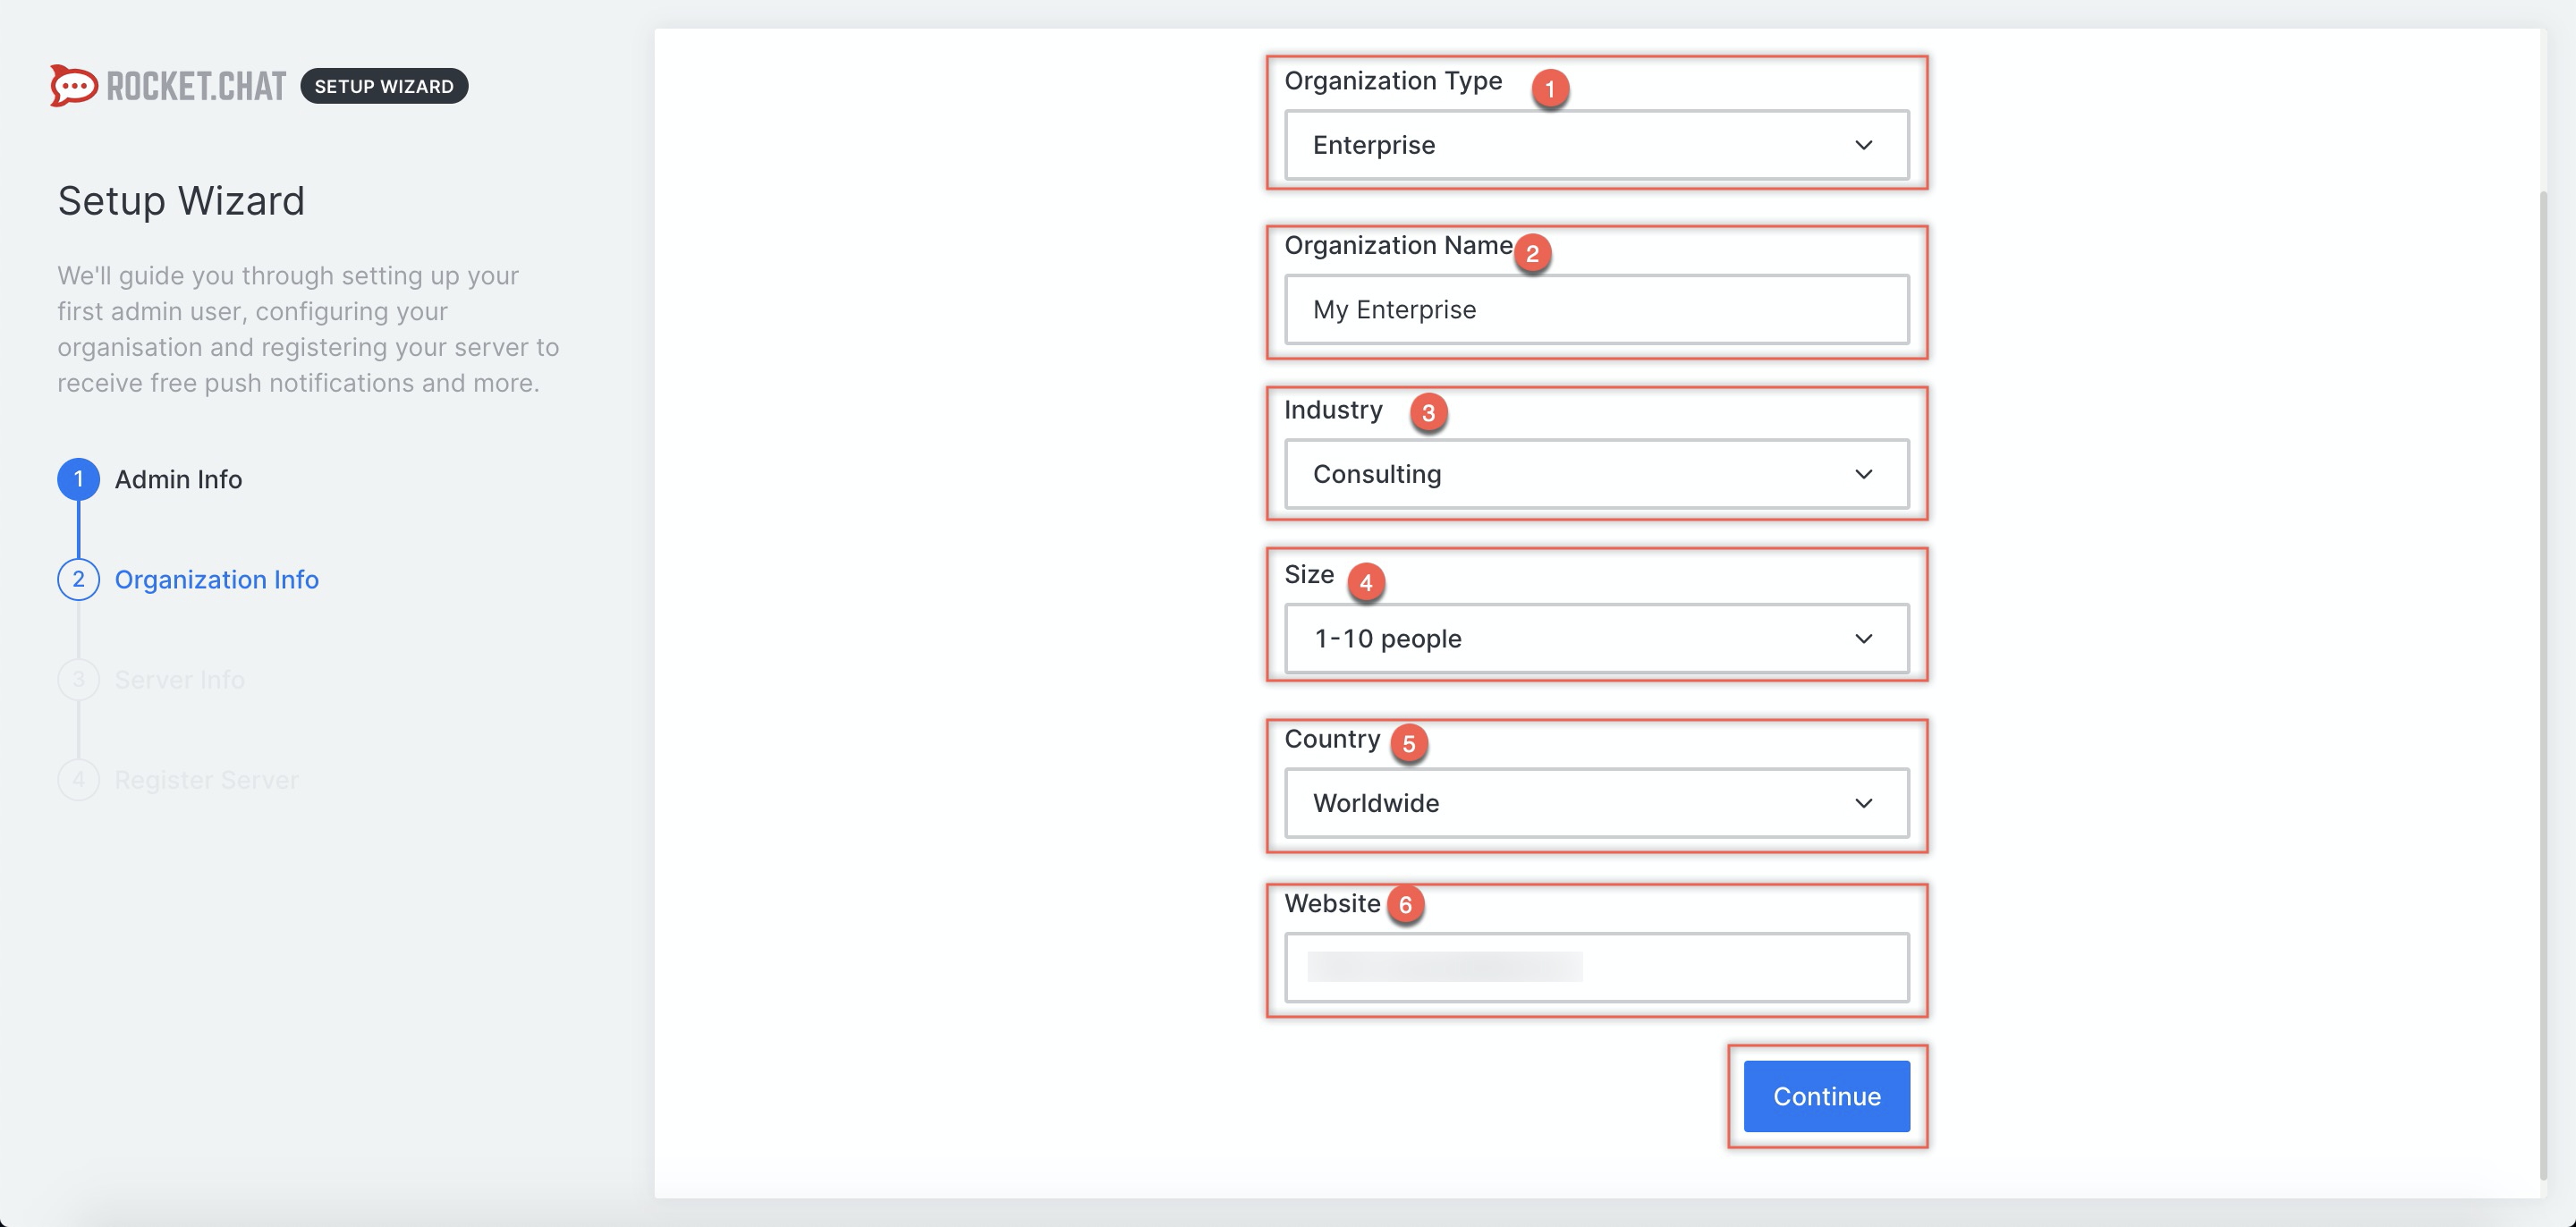 ROCKET.CHAT SETUP WIZARD
Setup Wizard
We'll guide you through setting up your
first admin user, configuring your
organisation and registering your server to
receive free push notifications and more.
1 Admin Info
2 Organization Info
3 Server Info
4 Register Server
Organization Type 1
Enterprise
Organization Name 2
My Enterprise
Industry 3
Consulting
Size 4
1-10 people
Country 5
Worldwide
Website 6
Continue